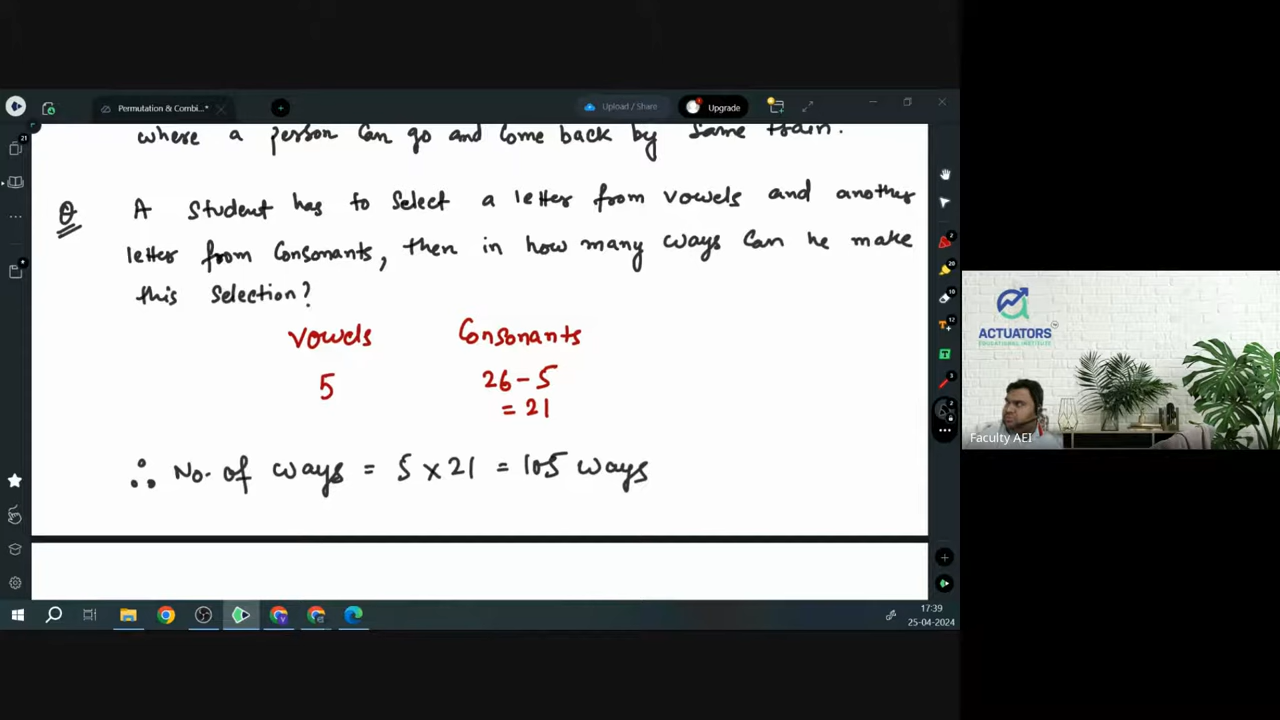 Permutation & Combi...*
Upload / Share
Upgrade
where a person can go and come back by same train.
Q A student has to select a letter from vowels and another
letter from consonants, then in how many ways can he make
this selection?
Vowels Consonants
5 26 - 5
= 21
∴ No. of ways = 5 × 21 = 105 ways
17:39
25-04-2024
ACTUATORS
EDUCATIONAL INSTITUTE
Faculty AEI